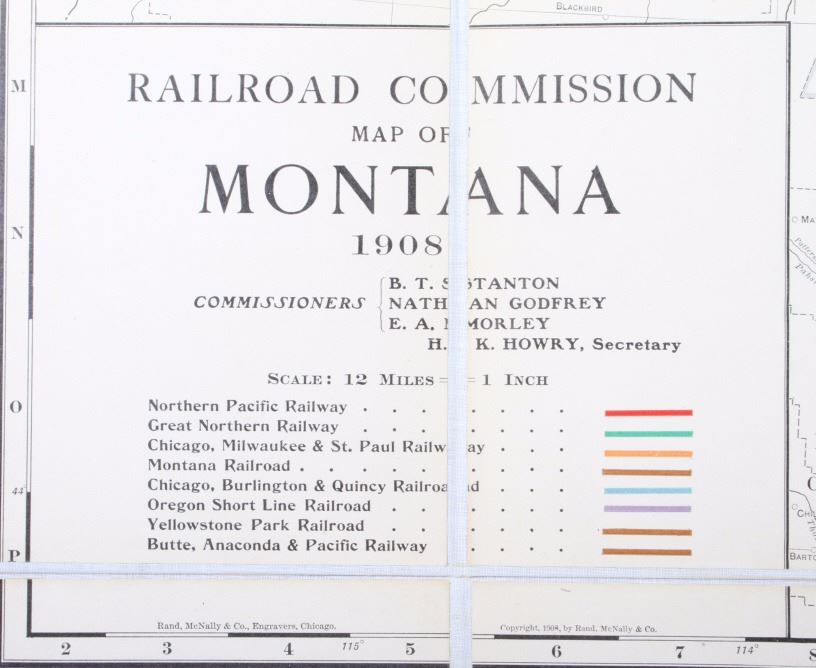 BLACKBIRD
RAILROAD COMMISSION
MAP OF
MONTANA
1908
COMMISSIONERS
B. T. STANTON
NATHAN GODFREY
E. A. MORLEY
H. K. HOWRY, Secretary
SCALE: 12 MILES = 1 INCH
Northern Pacific Railway
Great Northern Railway
Chicago, Milwaukee & St. Paul Railway
Montana Railroad
Chicago, Burlington & Quincy Railroad
Oregon Short Line Railroad
Yellowstone Park Railroad
Butte, Anaconda & Pacific Railway
Rand, McNally & Co., Engravers, Chicago.
Copyright, 1908, by Rand, McNally & Co.
M
N
O
44°
P
2 3 4 115° 5 6 7 114°